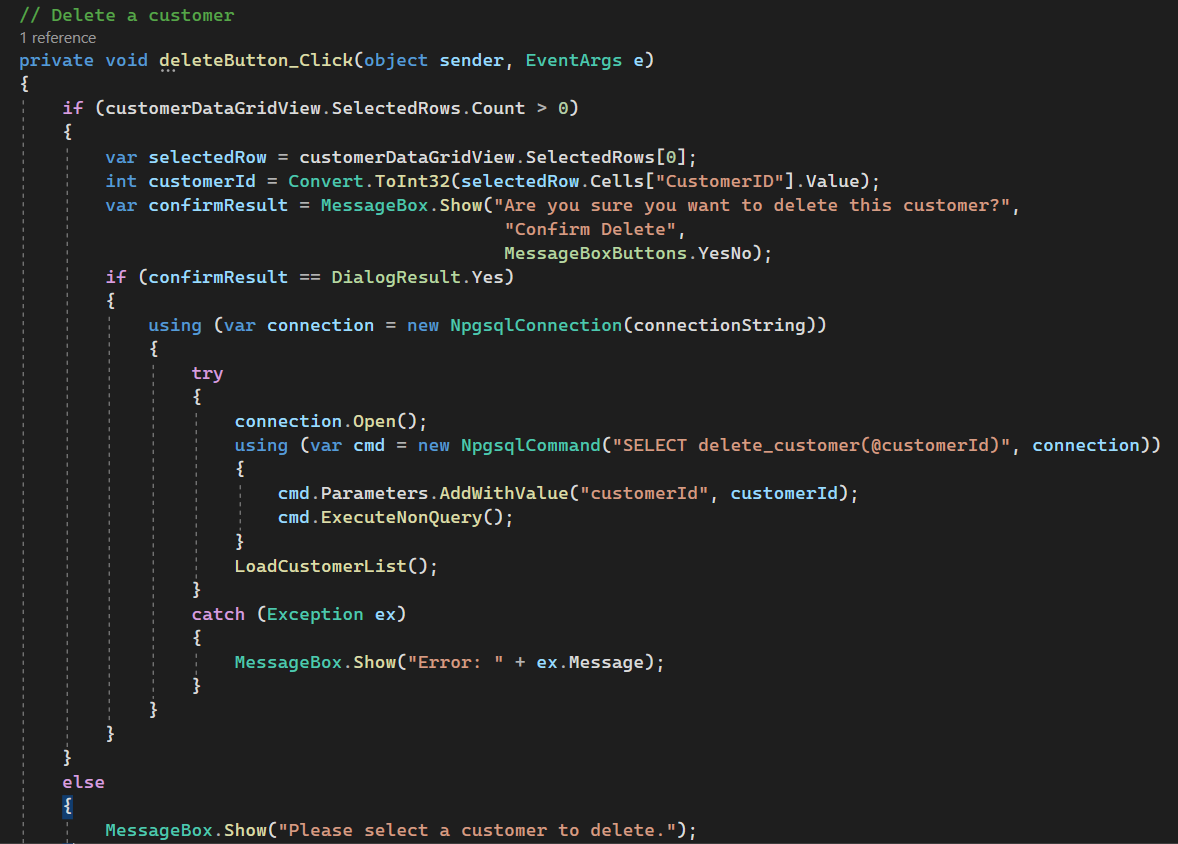 // Delete a customer
1 reference
private void deleteButton_Click(object sender, EventArgs e)
{
if (customerDataGridView.SelectedRows.Count > 0)
{
var selectedRow = customerDataGridView.SelectedRows[0];
int customerId = Convert.ToInt32(selectedRow.Cells["CustomerID"].Value);
var confirmResult = MessageBox.Show("Are you sure you want to delete this customer?",
"Confirm Delete",
MessageBoxButtons.YesNo);
if (confirmResult == DialogResult.Yes)
{
using (var connection = new NpgsqlConnection(connectionString))
{
try
{
connection.Open();
using (var cmd = new NpgsqlCommand("SELECT delete_customer(@customerId)", connection))
{
cmd.Parameters.AddWithValue("customerId", customerId);
cmd.ExecuteNonQuery();
}
LoadCustomerList();
}
catch (Exception ex)
{
MessageBox.Show("Error: " + ex.Message);
}
}
}
}
else
{
MessageBox.Show("Please select a customer to delete.");